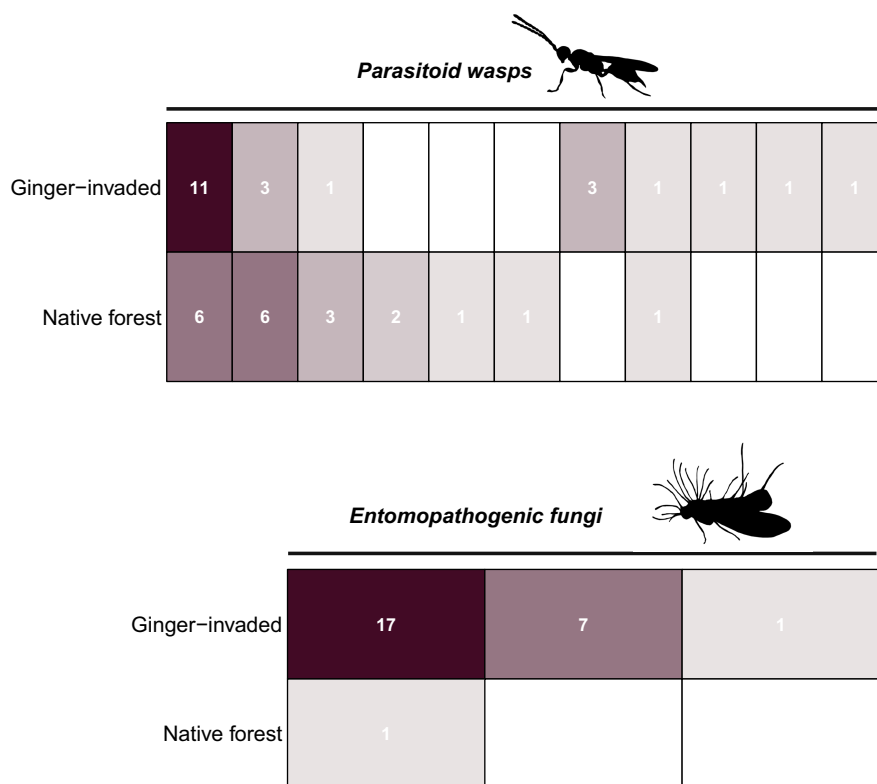 Parasitoid wasps
Ginger−invaded 11 3 1 3 1 1 1 1
Native forest 6 6 3 2 1 1 1
Entomopathogenic fungi
Ginger−invaded 17 7 1
Native forest 1